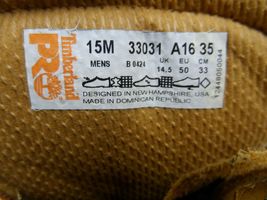 Timberland
PRO
15M 33031 A16 35
MENS B 0424 UK EU CM
14.5 50 33
DESIGNED IN NEW HAMPSHIRE, USA
MADE IN DOMINICAN REPUBLIC